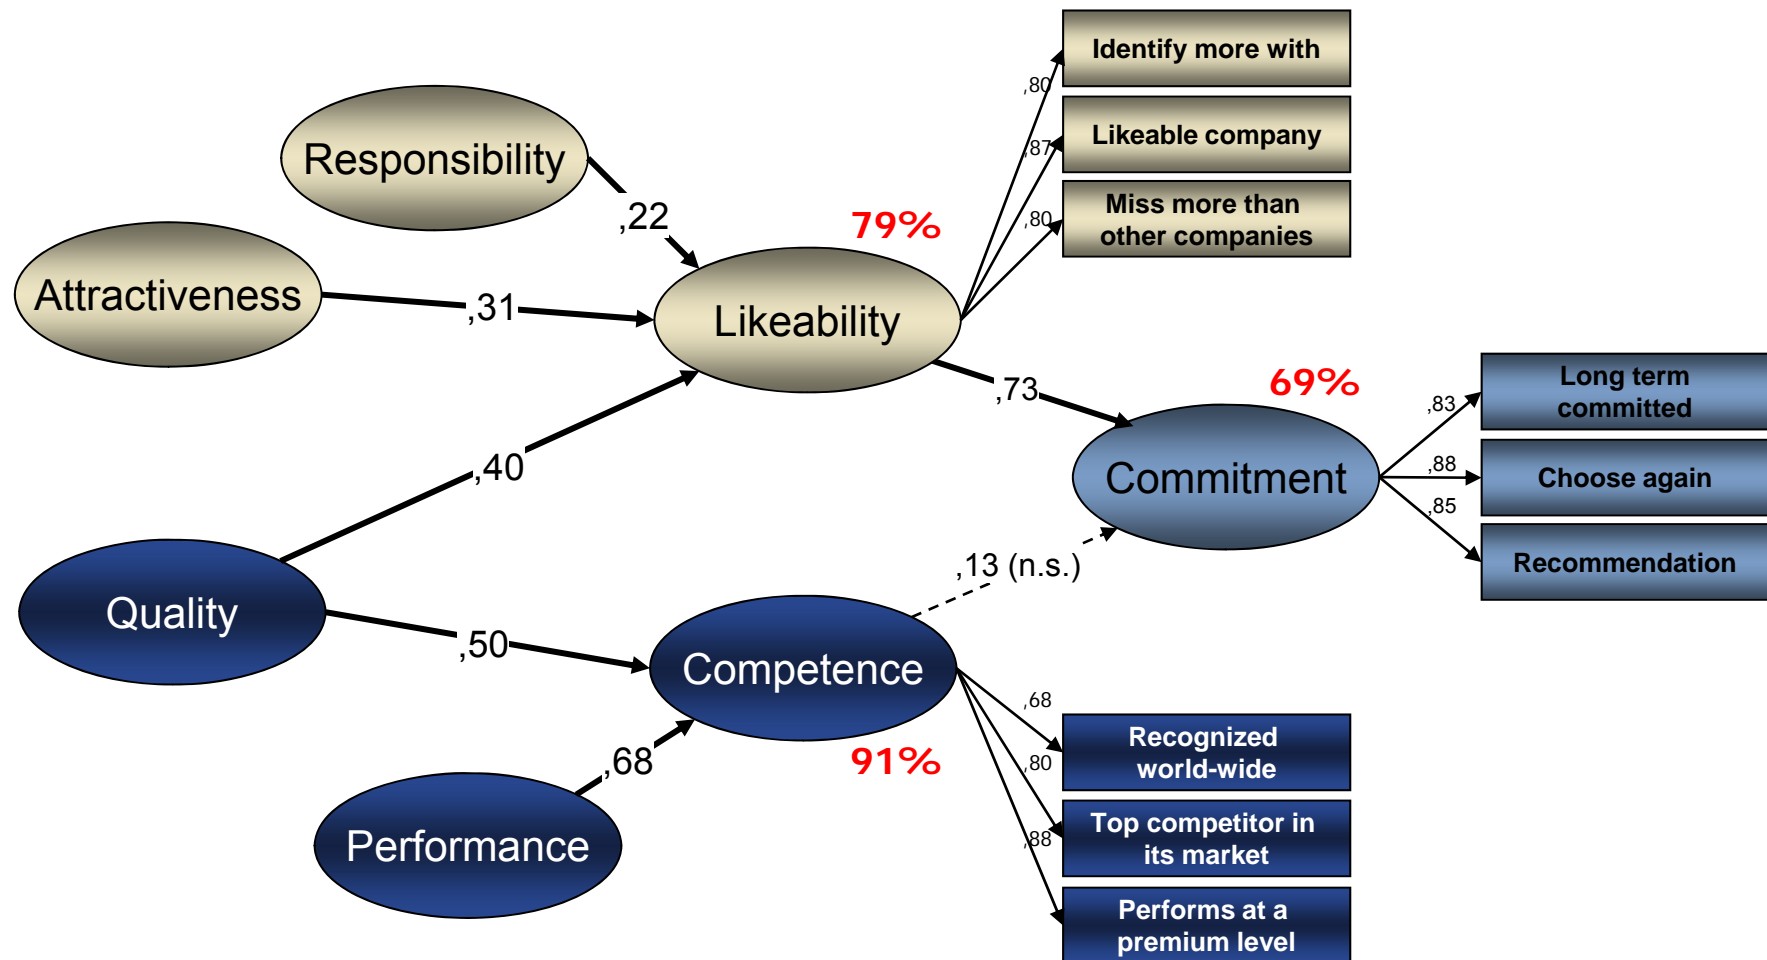 Identify more with
,80
Likeable company
,87
Responsibility
Miss more than
other companies
,80
,22
79%
Attractiveness
,31
Likeability
,73
69%
Long term
committed
,83
,40
Commitment
,88
Choose again
,85
,13 (n.s.)
Recommendation
Quality
,50
Competence
,68
Recognized
world-wide
,68
91%
,80
Performance
Top competitor in
its market
,88
Performs at a
premium level